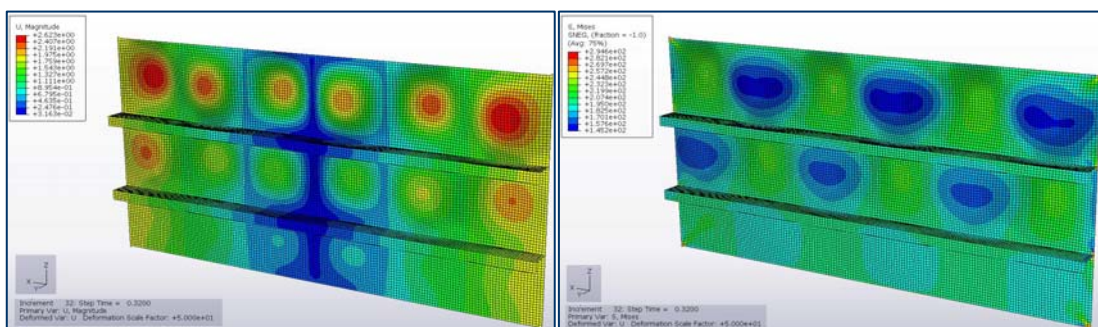 U, Magnitude
+2.623e+00
+2.407e+00
+2.191e+00
+1.975e+00
+1.759e+00
+1.543e+00
+1.327e+00
+1.111e+00
+8.954e-01
+6.795e-01
+4.635e-01
+2.476e-01
+3.163e-02
Z
X
Y
Increment 32: Step Time = 0.3200
Primary Var: U, Magnitude
Deformed Var: U Deformation Scale Factor: +5.000e+01
S, Mises
SNEG, (fraction = -1.0)
(Avg: 75%)
+2.946e+02
+2.821e+02
+2.697e+02
+2.572e+02
+2.448e+02
+2.323e+02
+2.199e+02
+2.074e+02
+1.950e+02
+1.825e+02
+1.701e+02
+1.576e+02
+1.452e+02
Z
X
Y
Increment 32: Step Time = 0.3200
Primary Var: S, Mises
Deformed Var: U Deformation Scale Factor: +5.000e+01